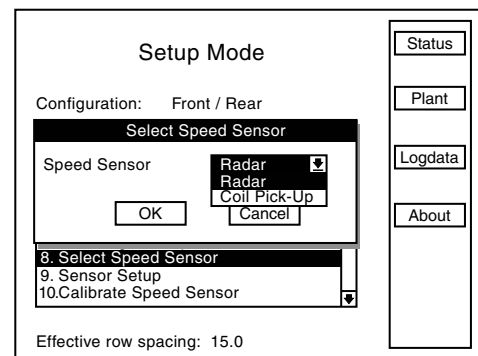 Setup Mode
Configuration: Front / Rear
Select Speed Sensor
Speed Sensor Radar
Radar
Coil Pick-Up
OK Cancel
8. Select Speed Sensor
9. Sensor Setup
10.Calibrate Speed Sensor
Effective row spacing: 15.0
Status
Plant
Logdata
About